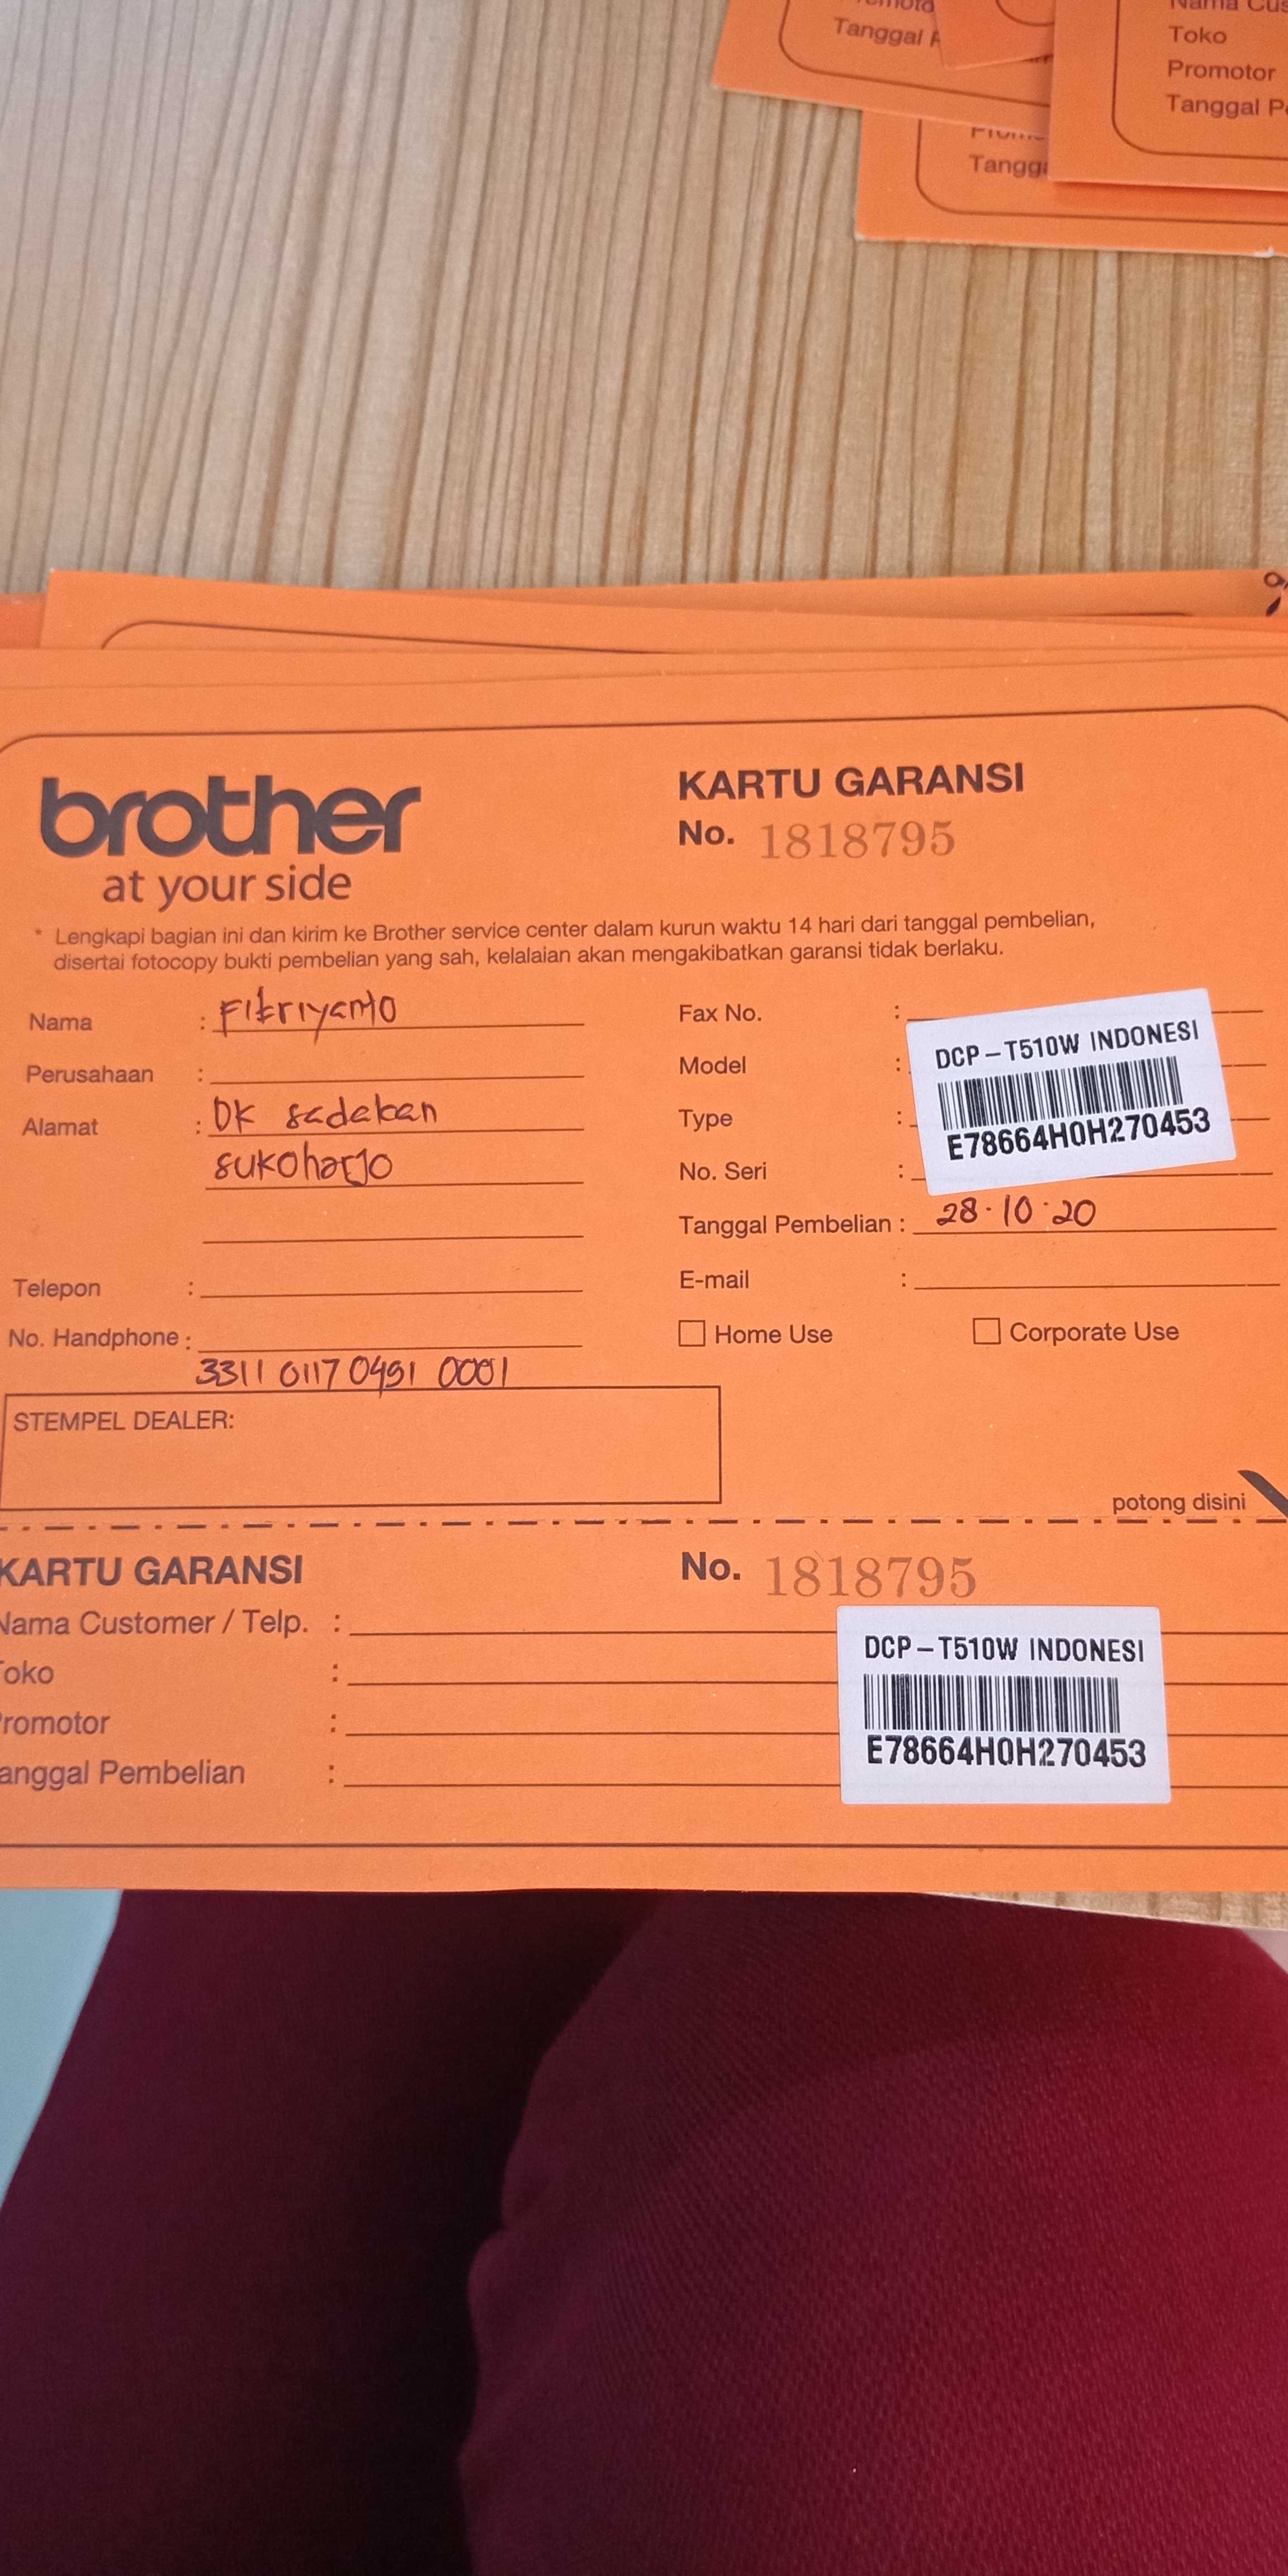 Tanggal
Nama Cus
Toko
Promotor
Tanggal P
Tangg
brother
at your side
KARTU GARANSI
No. 1818795
* Lengkapi bagian ini dan kirim ke Brother service center dalam kurun waktu 14 hari dari tanggal pembelian,
disertai fotocopy bukti pembelian yang sah, kelalaian akan mengakibatkan garansi tidak berlaku.
Nama : Fitriyanto
Perusahaan :
Alamat : DK sadakan
sukoharjo
Telepon :
No. Handphone :
3311 0117 0491 0001
STEMPEL DEALER:
Fax No. :
Model :
Type :
No. Seri :
DCP-T510W INDONESI
E78664H0H270453
Tanggal Pembelian : 28.10.20
E-mail :
Home Use
Corporate Use
potong disini
KARTU GARANSI
No. 1818795
Nama Customer / Telp. :
Toko :
Promotor :
Tanggal Pembelian :
DCP-T510W INDONESI
E78664H0H270453